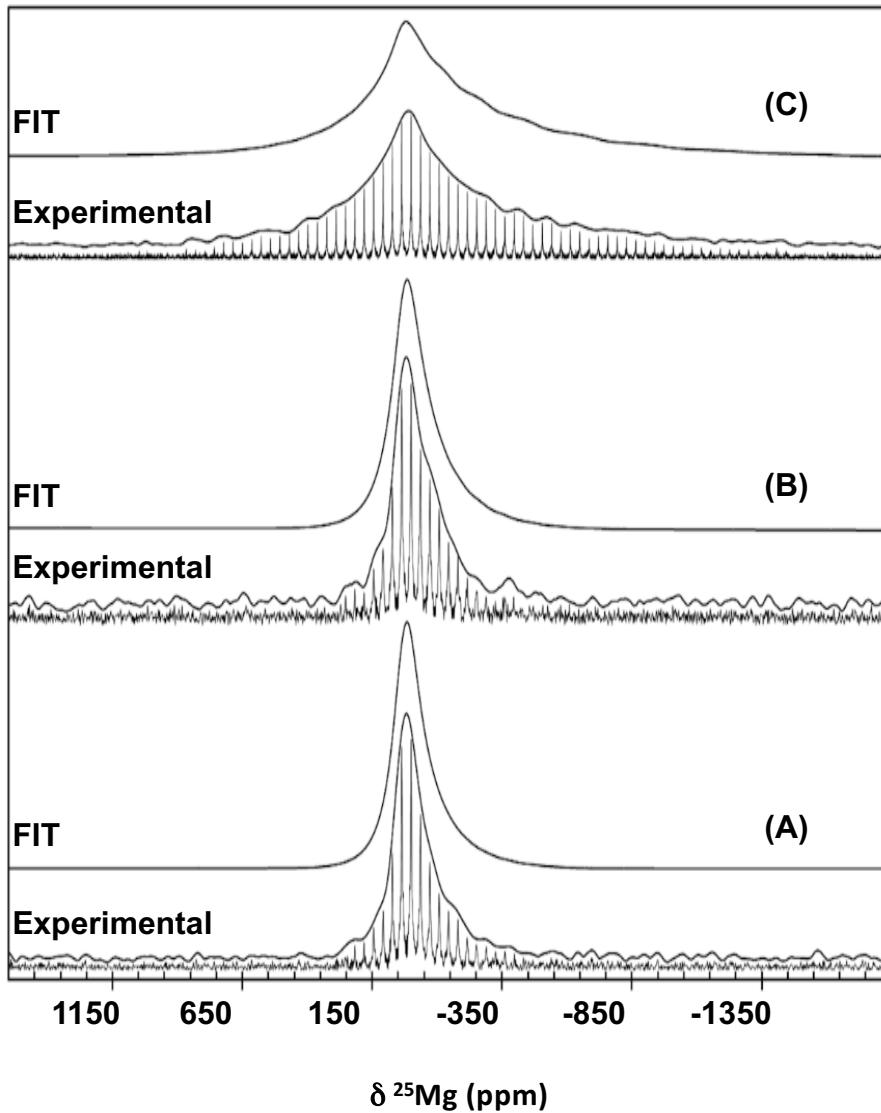 (C)
FIT
Experimental
(B)
FIT
Experimental
(A)
FIT
Experimental
1150 650 150 -350 -850 -1350
δ ²⁵Mg (ppm)